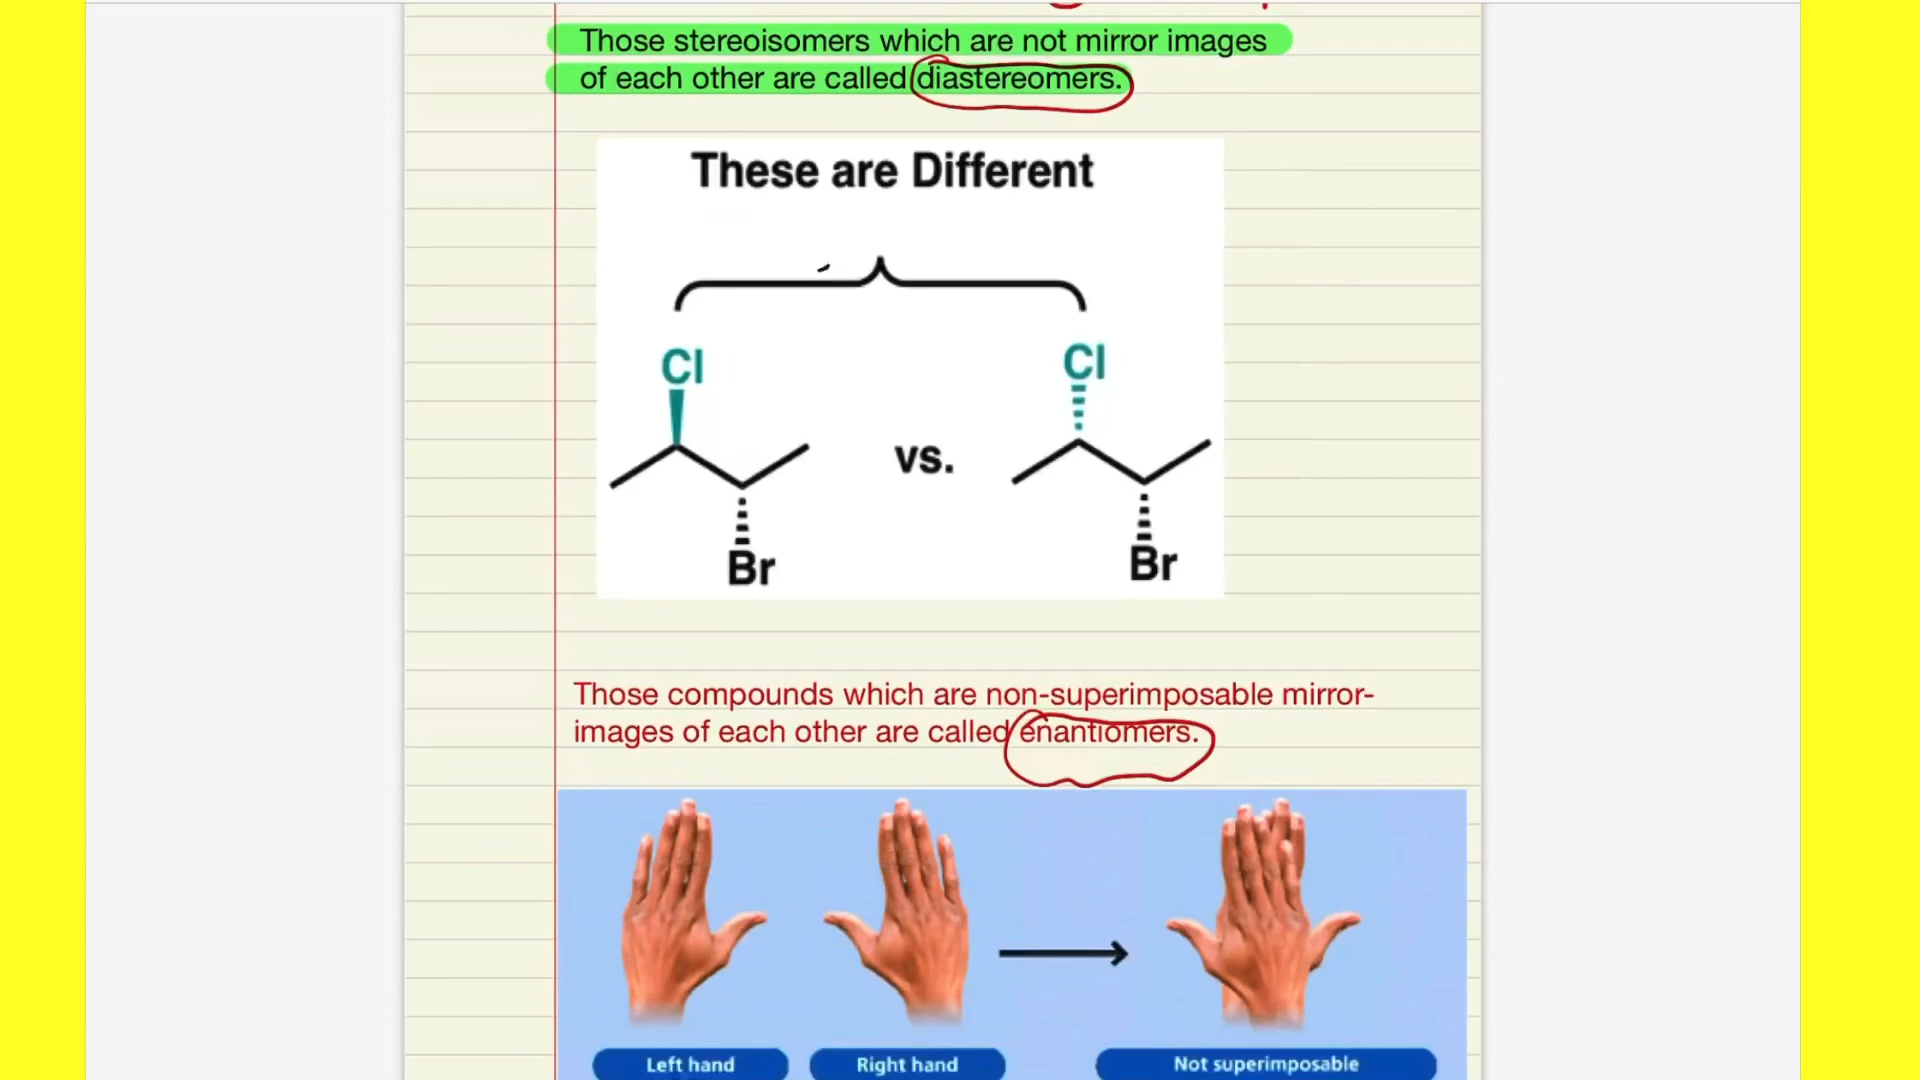 Those stereoisomers which are not mirror images
of each other are called diastereomers.
These are Different
Cl
Cl
vs.
Br
Br
Those compounds which are non-superimposable mirror-
images of each other are called enantiomers.
Left hand
Right hand
Not superimposable